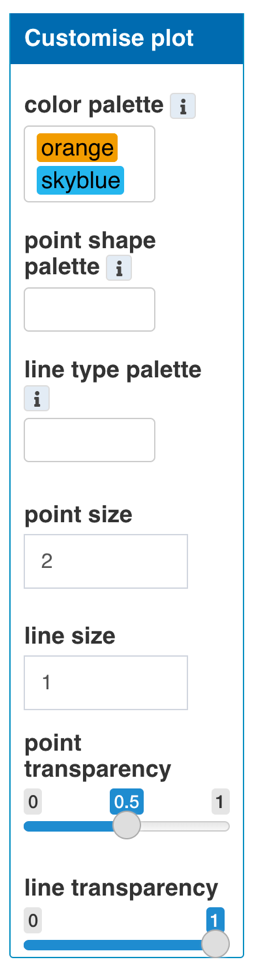 Customise plot
color palette i
orange
skyblue
point shape
palette i
line type palette
i
point size
2
line size
1
point
transparency
0 0.5 1
line transparency
0 1